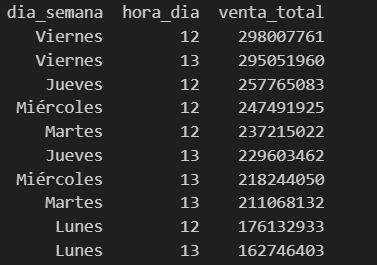 dia_semana hora_dia venta_total
Viernes 12 298007761
Viernes 13 295051960
Jueves 12 257765083
Miércoles 12 247491925
Martes 12 237215022
Jueves 13 229603462
Miércoles 13 218244050
Martes 13 211068132
Lunes 12 176132933
Lunes 13 162746403